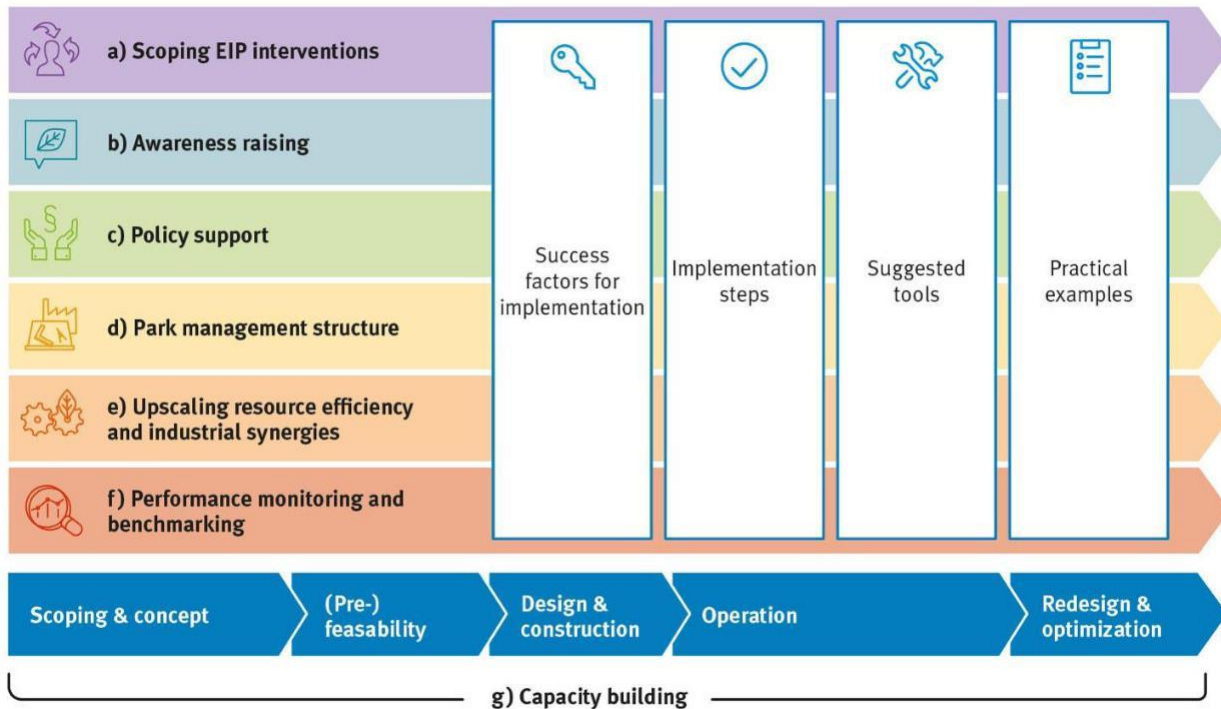 a) Scoping EIP interventions
b) Awareness raising
§
c) Policy support
d) Park management structure
e) Upscaling resource efficiency
and industrial synergies
f) Performance monitoring and
benchmarking
Success
factors for
implementation
Implementation
steps
Suggested
tools
Practical
examples
Scoping & concept
(Pre-)
feasability
Design &
construction
Operation
Redesign &
optimization
g) Capacity building